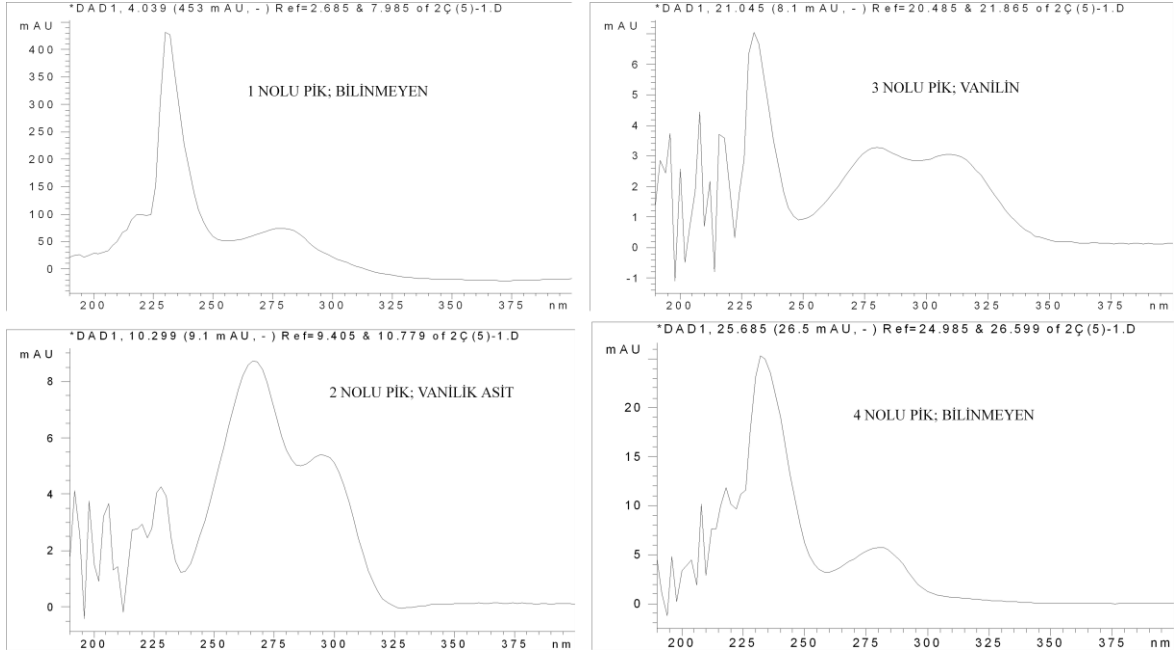 *DAD1, 4.039 (453 mAU, - ) Ref=2.685 & 7.985 of 2Ç(5)-1.D
mAU
400
350
300
250
200
150
100
50
0
1 NOLU PİK; BİLİNMEYEN
200 225 250 275 300 325 350 375 nm
*DAD1, 21.045 (8.1 mAU, - ) Ref=20.485 & 21.865 of 2Ç(5)-1.D
mAU
7
6
5
4
3
2
1
0
-1
3 NOLU PİK; VANİLİN
200 225 250 275 300 325 350 375 nm
*DAD1, 10.299 (9.1 mAU, - ) Ref=9.405 & 10.779 of 2Ç(5)-1.D
mAU
8
6
4
2
0
2 NOLU PİK; VANİLİK ASİT
200 225 250 275 300 325 350 375 nm
*DAD1, 25.685 (26.5 mAU, - ) Ref=24.985 & 26.599 of 2Ç(5)-1.D
mAU
20
15
10
5
0
4 NOLU PİK; BİLİNMEYEN
200 225 250 275 300 325 350 375 nm